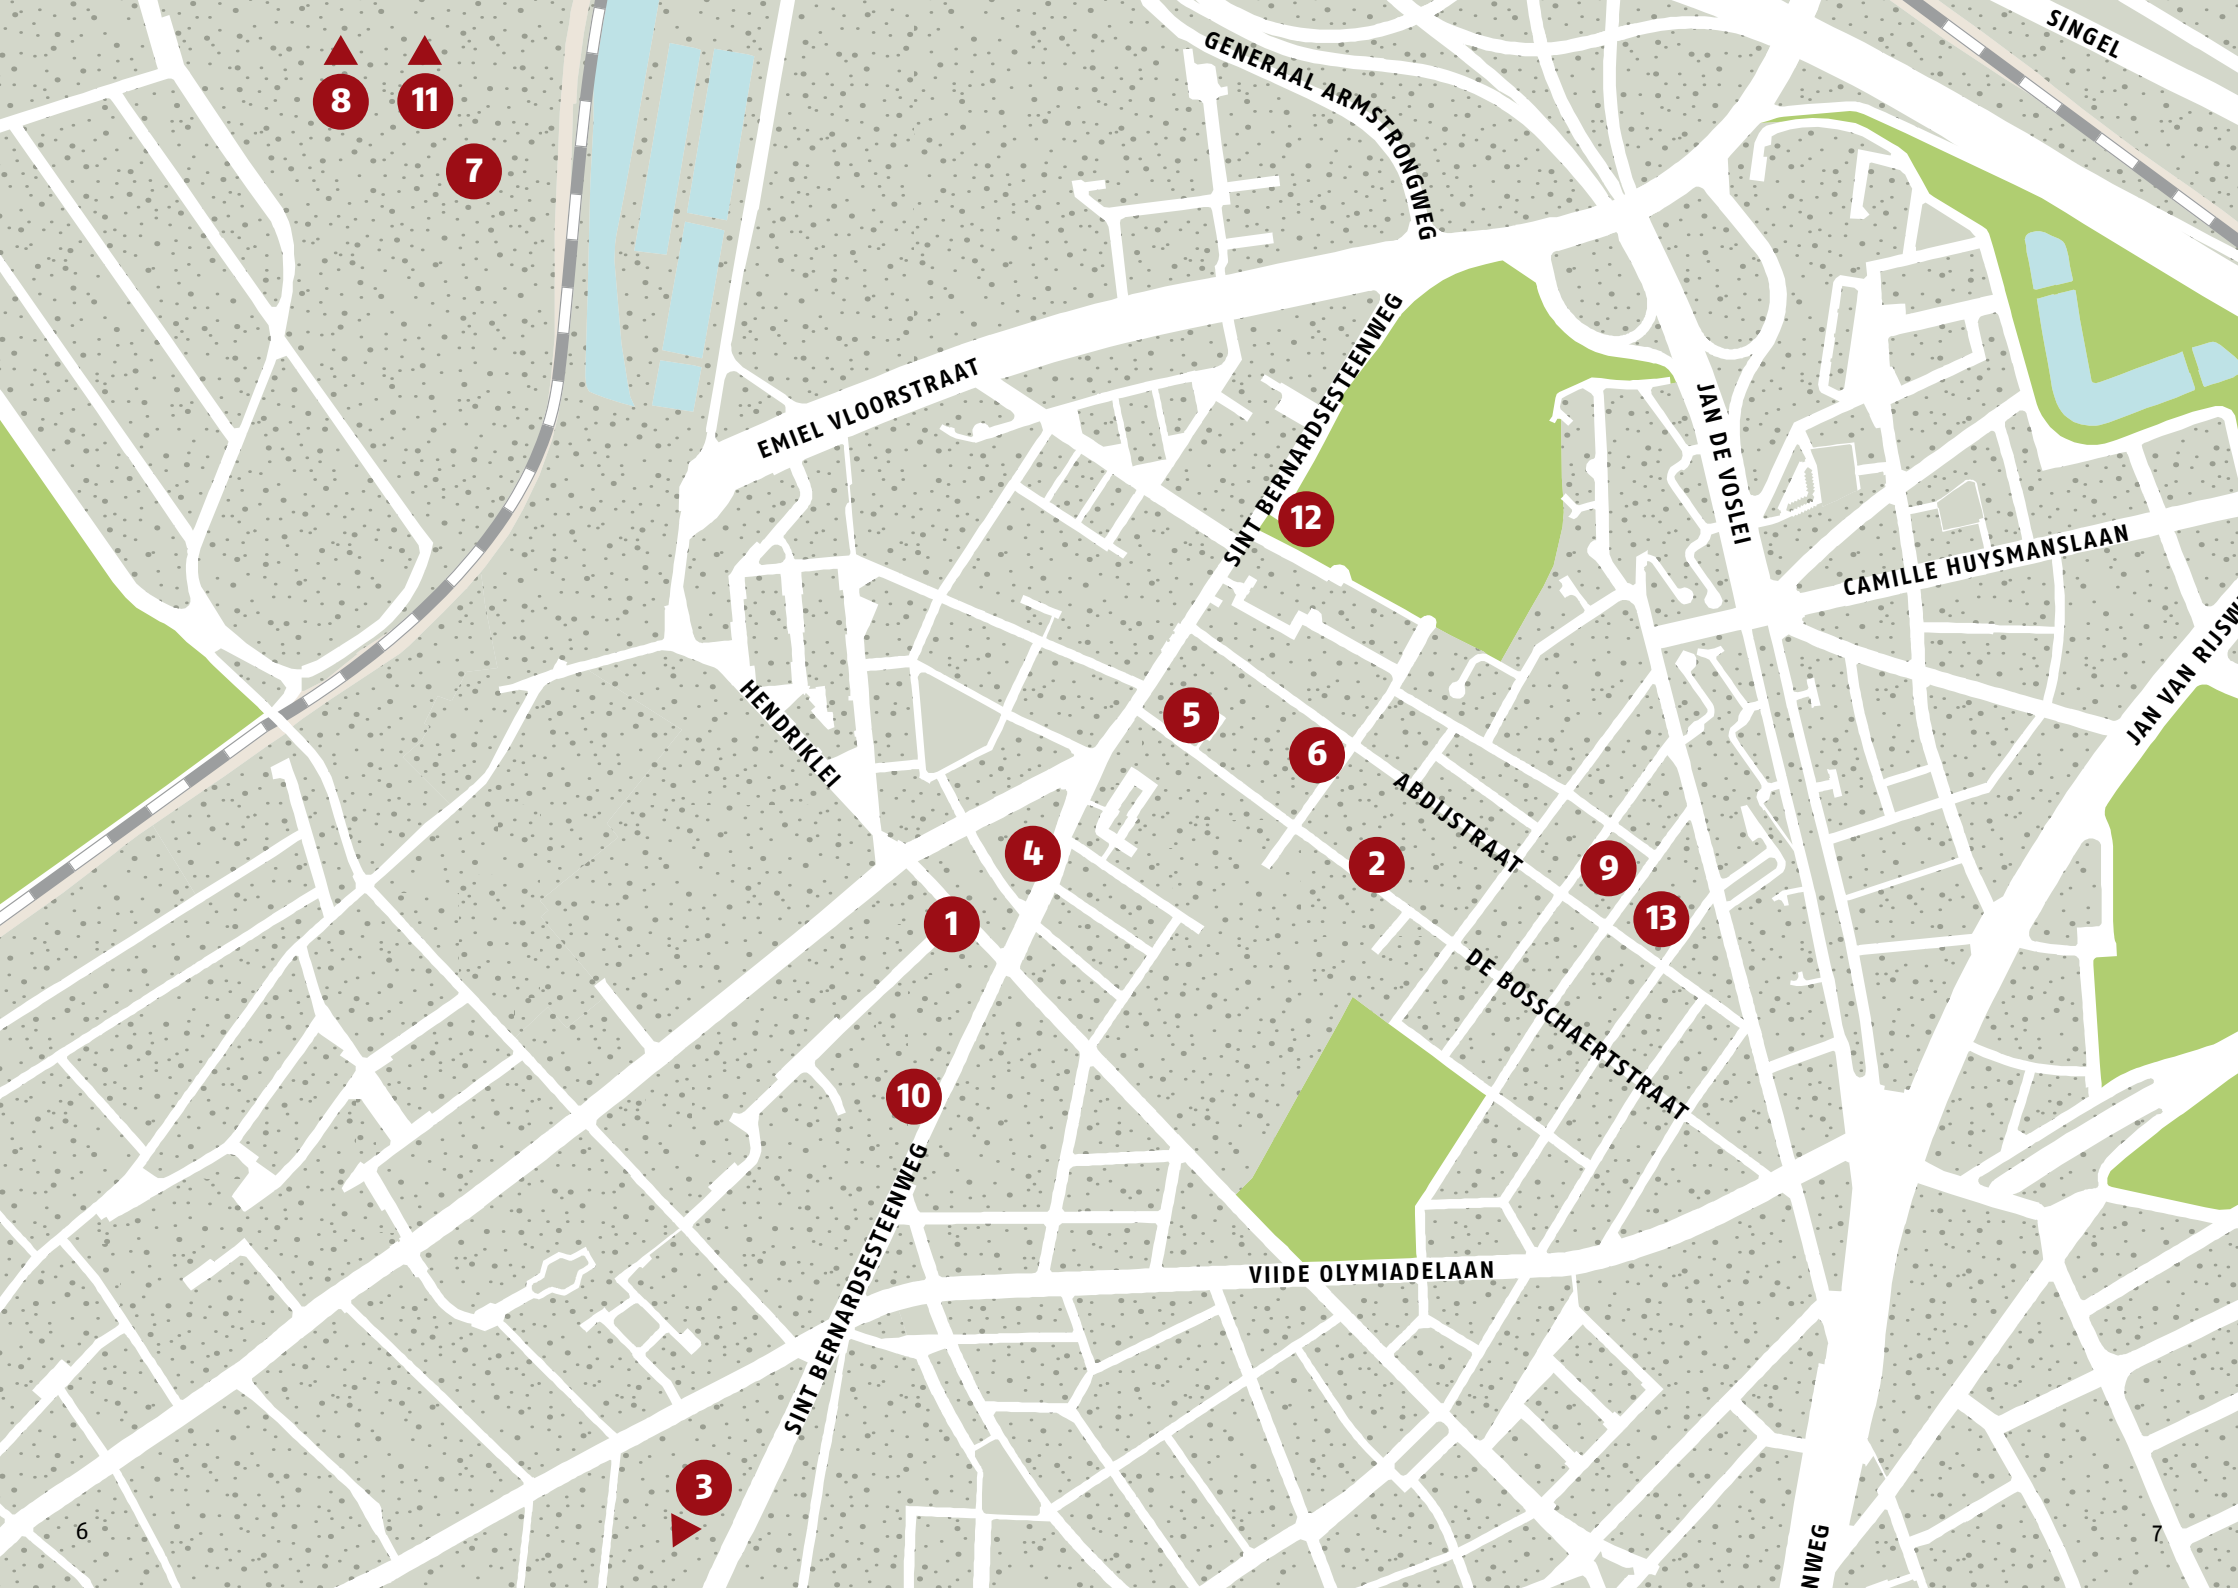 SINGEL
GENERAAL ARMSTRONGWEG
8
11
7
EMIEL VLOORSTRAAT
SINT BERNARDSESTEENWEG
JAN DE VOSLEI
12
CAMILLE HUYSMANSLAAN
JAN VAN RIJSW
HENDRIKLEI
5
6
ABDIJSTRAAT
4
2
9
1
13
DE BOSSCHAERTSTRAAT
10
SINT BERNARDSESTEENWEG
VIIDE OLYMIADELAAN
3
NWEG
6
7